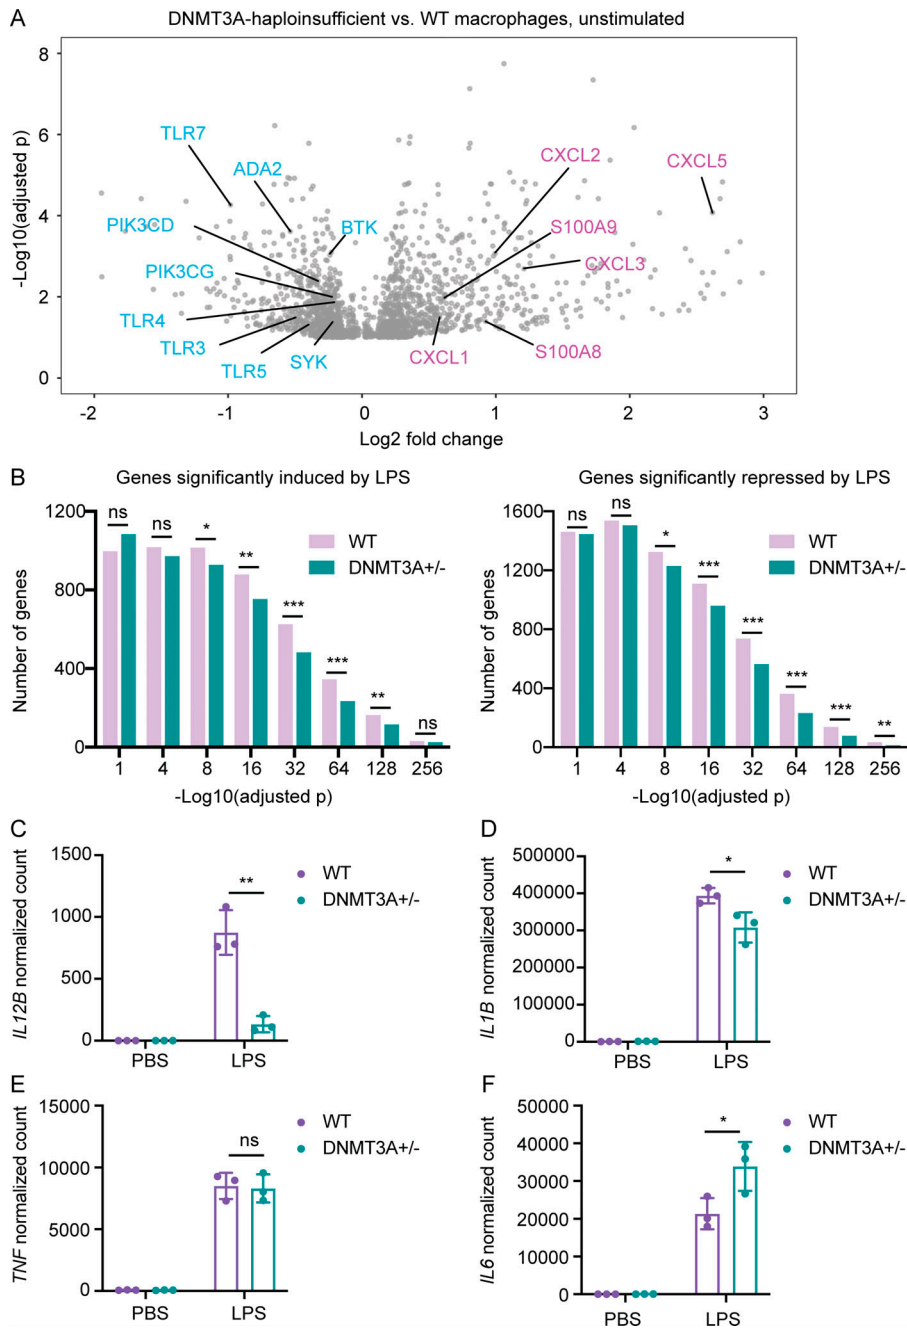 A
DNMT3A-haploinsufficient vs. WT macrophages, unstimulated
-Log10(adjusted p)
8
6
4
2
0
TLR7
ADA2
PIK3CD
BTK
PIK3CG
TLR4
TLR3
TLR5
SYK
CXCL2
CXCL5
S100A9
CXCL3
CXCL1
S100A8
-2 -1 0 1 2 3
Log2 fold change
B
Genes significantly induced by LPS
Number of genes
1200
800
400
0
ns ns * ** *** *** ** ns
WT
DNMT3A+/-
1 4 8 16 32 64 128 256
-Log10(adjusted p)
Genes significantly repressed by LPS
Number of genes
1600
1200
800
400
0
ns ns * *** *** *** *** **
WT
DNMT3A+/-
1 4 8 16 32 64 128 256
-Log10(adjusted p)
C
IL12B normalized count
1500
1000
500
0
**
WT
DNMT3A+/-
PBS LPS
D
IL1B normalized count
500000
400000
300000
200000
100000
0
*
WT
DNMT3A+/-
PBS LPS
E
TNF normalized count
15000
10000
5000
0
ns
WT
DNMT3A+/-
PBS LPS
F
IL6 normalized count
50000
40000
30000
20000
10000
0
*
WT
DNMT3A+/-
PBS LPS